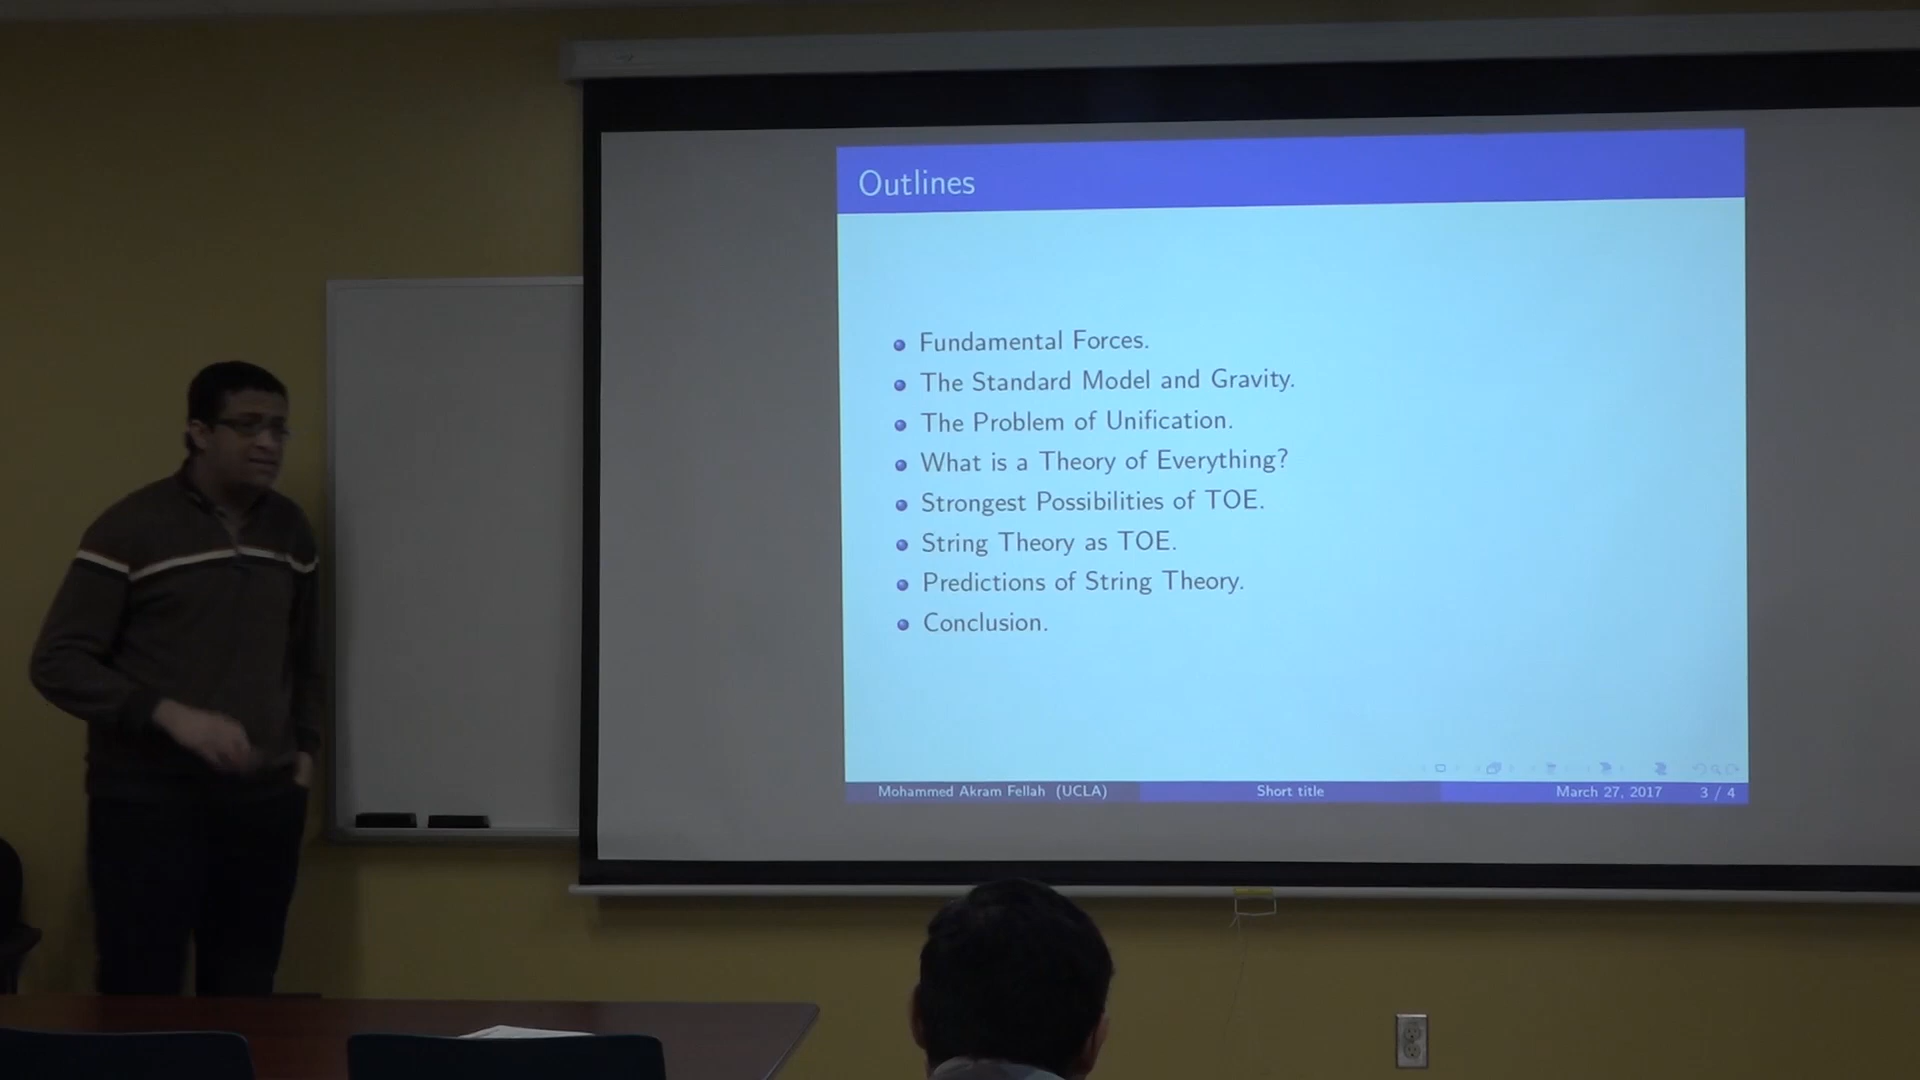 Outlines
Fundamental Forces.
The Standard Model and Gravity.
The Problem of Unification.
What is a Theory of Everything?
Strongest Possibilities of TOE.
String Theory as TOE.
Predictions of String Theory.
Conclusion.
Mohammed Akram Fellah (UCLA) Short title March 27, 2017 3 / 4